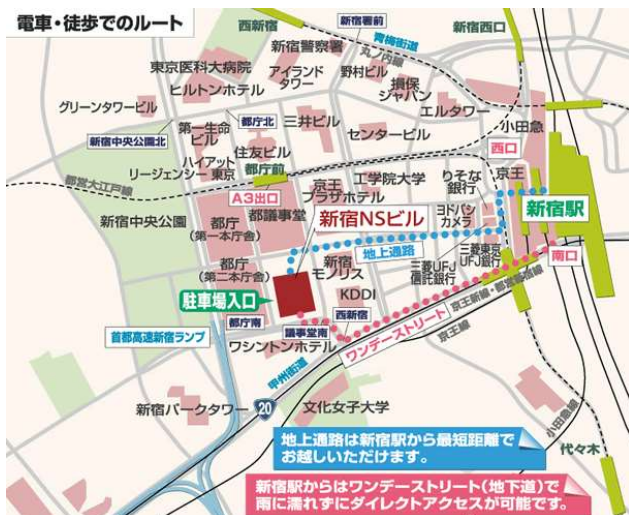 電車・徒歩でのルート
新宿署前
西新宿
新宿西口
青梅街道
丸ノ内線
新宿警察署
東京医科大病院
アイランド
タワー
野村ビル
ヒルトンホテル
損保
ジャパン
グリーンタワービル
エルタワー
都庁北
三井ビル
小田急
新宿中央公園北
第一生命
ビル
センタービル
住友ビル
西口
ハイアット
リージェンシー東京
都庁前
都営大江戸線
A3出口
京王
プラザホテル
工学院大学
りそな
銀行
京王
新宿駅
新宿中央公園
都庁
(第一本庁舎)
都議事堂
新宿NSビル
ヨドバシ
カメラ
地上通路
三菱東京
UFJ銀行
南口
都庁
(第二本庁舎)
新宿
モノリス
三菱UFJ
信託銀行
駐車場入口
KDDI
京王新線・都営新宿線
都庁南
西新宿
京王線
首都高速新宿ランプ
議事堂南
ワンデーストリート
ワシントンホテル
甲州街道
新宿パークタワー
20
文化女子大学
小田急線
代々木
地上通路は新宿駅から最短距離で
お越しいただけます。
新宿駅からはワンデーストリート(地下道)で
雨に濡れずにダイレクトアクセスが可能です。